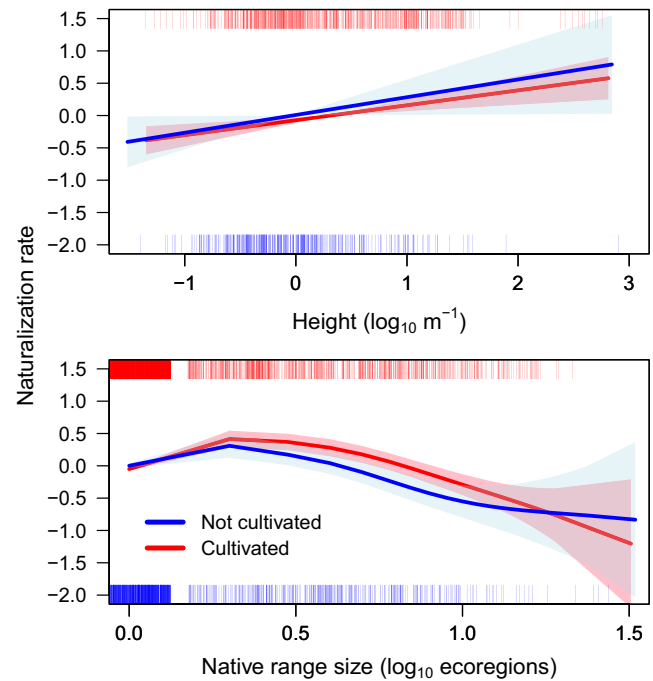 Naturalization rate
1.5
1.0
0.5
0.0
−0.5
−1.0
1.5
−2.0
−1 0 1 2 3
Height (log₁₀ m⁻¹)
1.5
1.0
0.5
0.0
−0.5
−1.0
−1.5
−2.0
Not cultivated
Cultivated
0.0 0.5 1.0 1.5
Native range size (log₁₀ ecoregions)